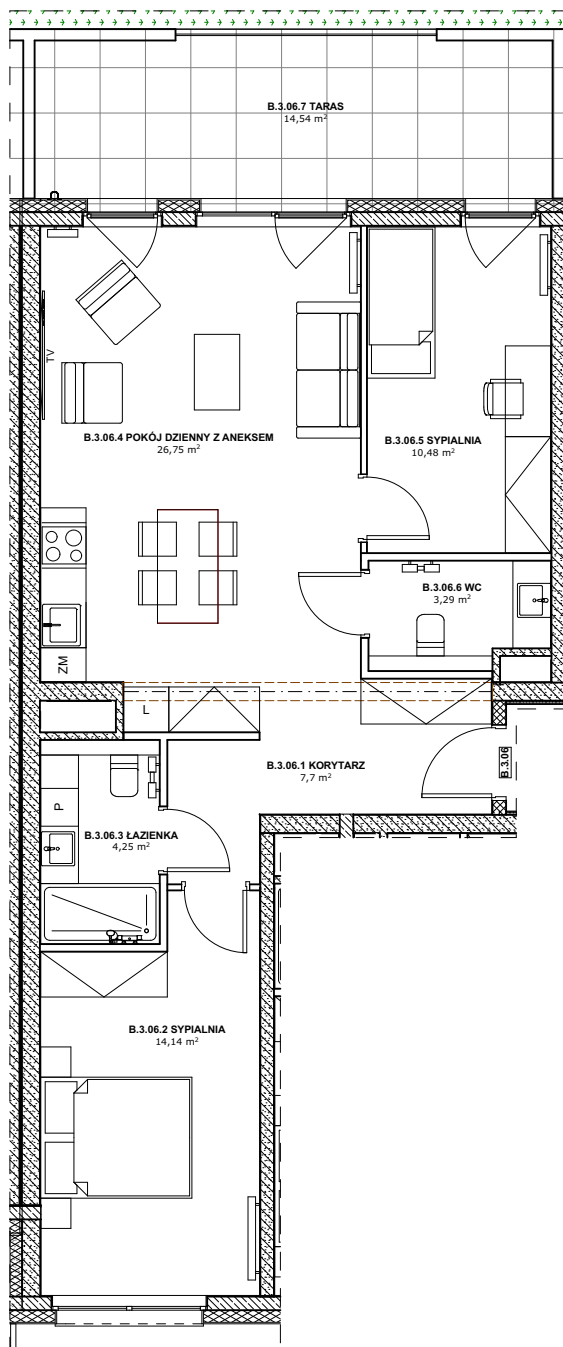 B.3.06.7 TARAS
14,54 m²
TV
B.3.06.4 POKÓJ DZIENNY Z ANEKSEM
26,75 m²
B.3.06.5 SYPIALNIA
10,48 m²
B.3.06.6 WC
3,29 m²
ZM
L
B.3.06.1 KORYTARZ
7,7 m²
B.3.06
P
B.3.06.3 ŁAZIENKA
4,25 m²
B.3.06.2 SYPIALNIA
14,14 m²